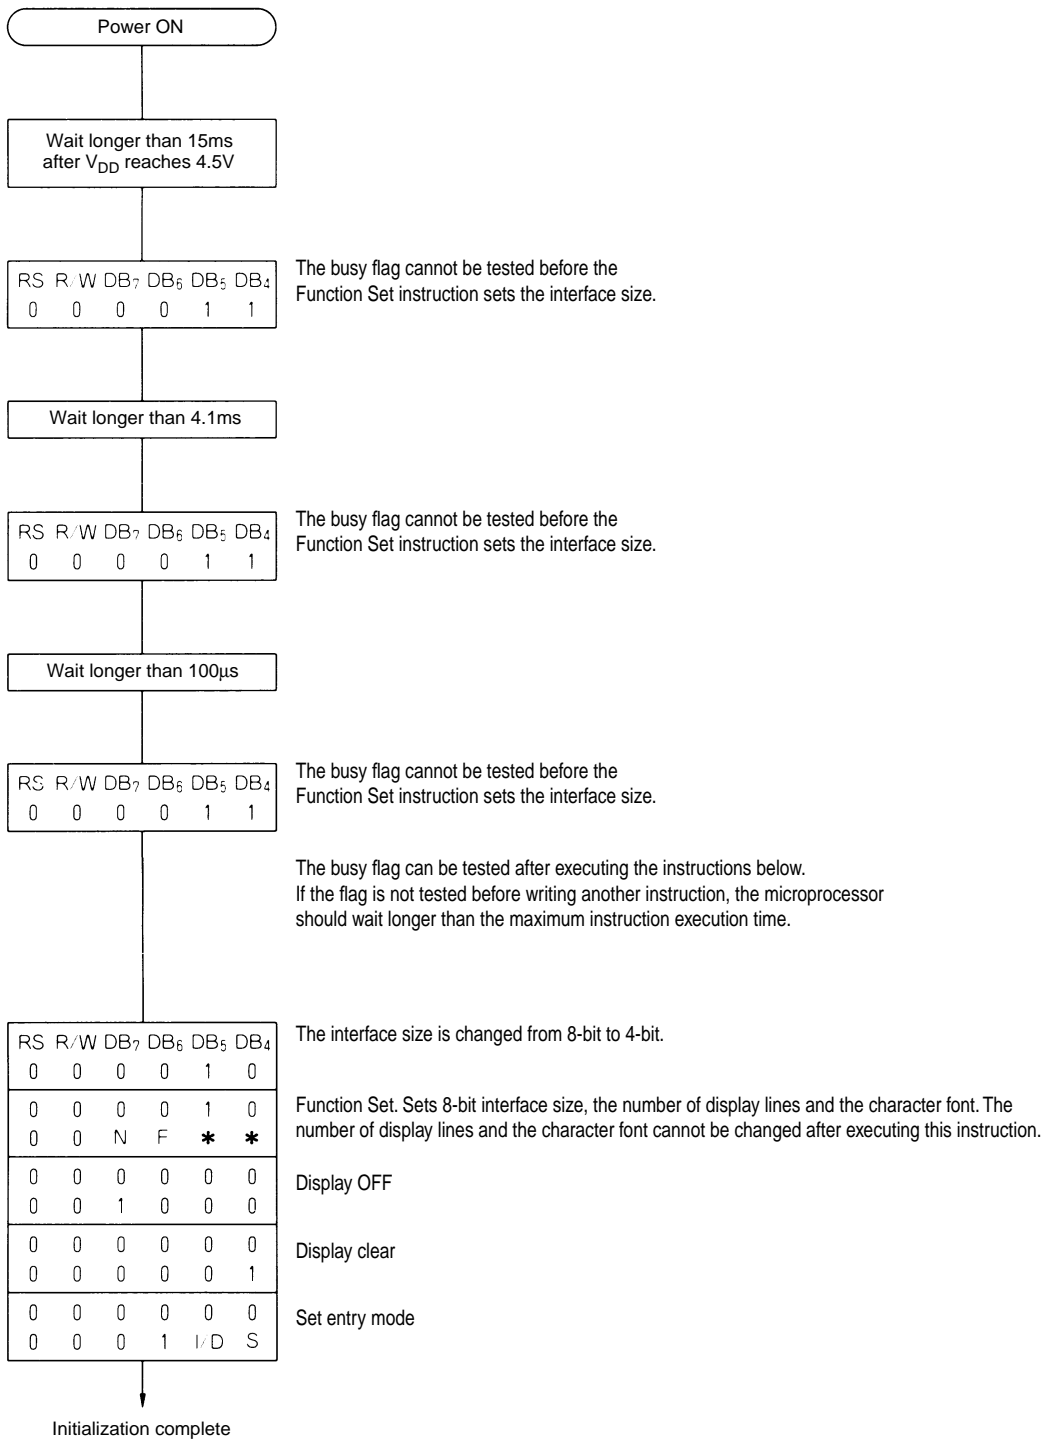 Power ON
Wait longer than 15ms
after VDD reaches 4.5V
RS R/W DB7 DB6 DB5 DB4
0 0 0 0 1 1
The busy flag cannot be tested before the
Function Set instruction sets the interface size.
Wait longer than 4.1ms
RS R/W DB7 DB6 DB5 DB4
0 0 0 0 1 1
The busy flag cannot be tested before the
Function Set instruction sets the interface size.
Wait longer than 100µs
RS R/W DB7 DB6 DB5 DB4
0 0 0 0 1 1
The busy flag cannot be tested before the
Function Set instruction sets the interface size.
The busy flag can be tested after executing the instructions below.
If the flag is not tested before writing another instruction, the microprocessor
should wait longer than the maximum instruction execution time.
RS R/W DB7 DB6 DB5 DB4
0 0 0 0 1 0
The interface size is changed from 8-bit to 4-bit.
0 0 0 0 1 0
0 0 N F * *
Function Set. Sets 8-bit interface size, the number of display lines and the character font. The
number of display lines and the character font cannot be changed after executing this instruction.
0 0 0 0 0 0
0 0 1 0 0 0
Display OFF
0 0 0 0 0 0
0 0 0 0 0 1
Display clear
0 0 0 0 0 0
0 0 0 1 I/D S
Set entry mode
Initialization complete